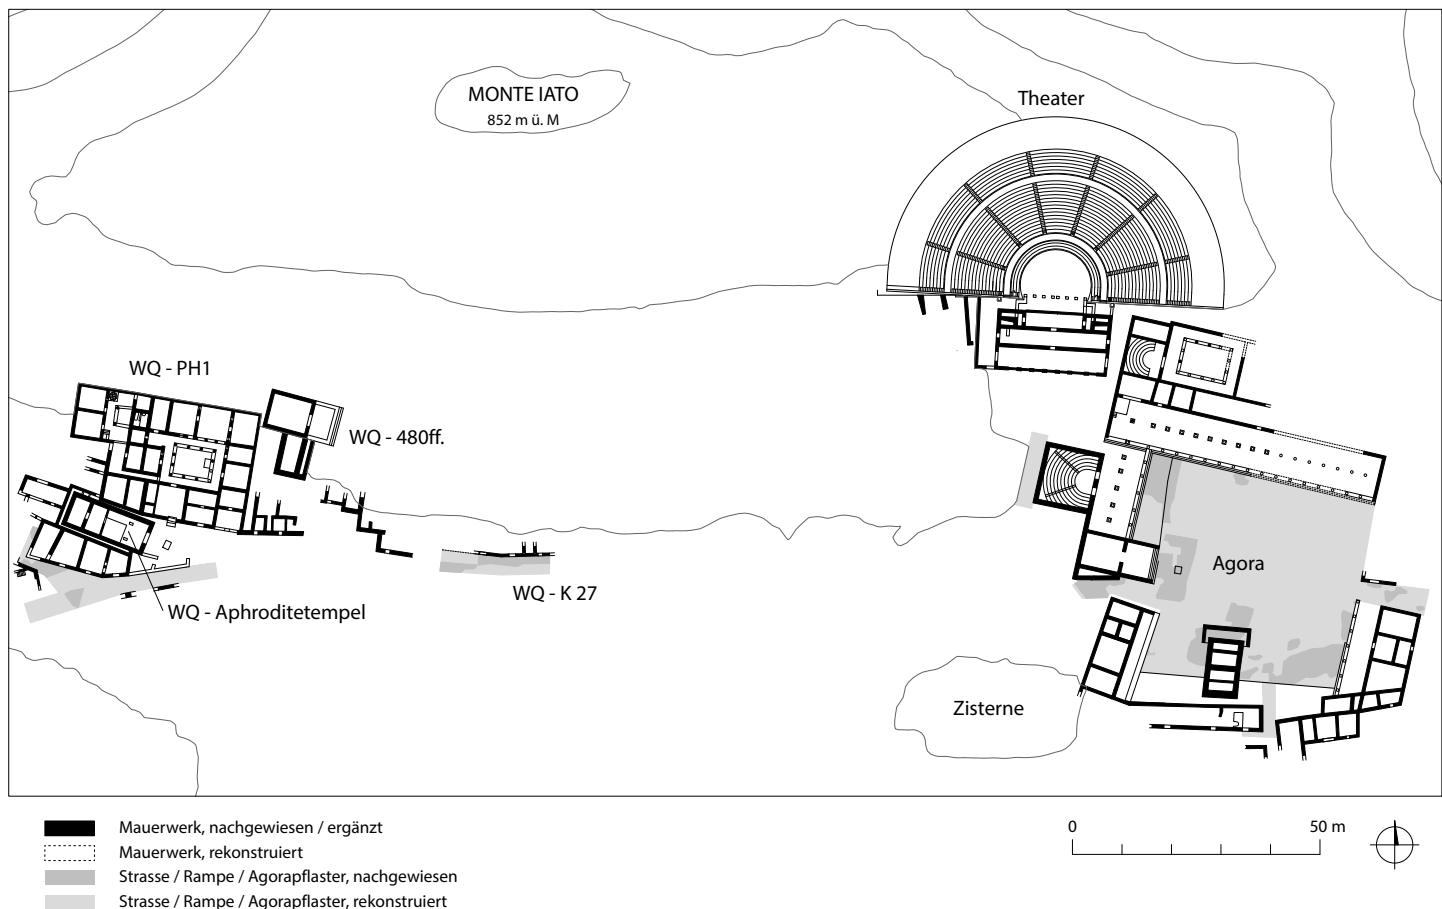 MONTE IATO
852 m ü. M
Theater
WQ - PH1
WQ - 480ff.
Agora
WQ - K 27
WQ - Aphroditetempel
Zisterne
Mauerwerk, nachgewiesen / ergänzt
Mauerwerk, rekonstruiert
Strasse / Rampe / Agorapflaster, nachgewiesen
Strasse / Rampe / Agorapflaster, rekonstruiert
0 50 m